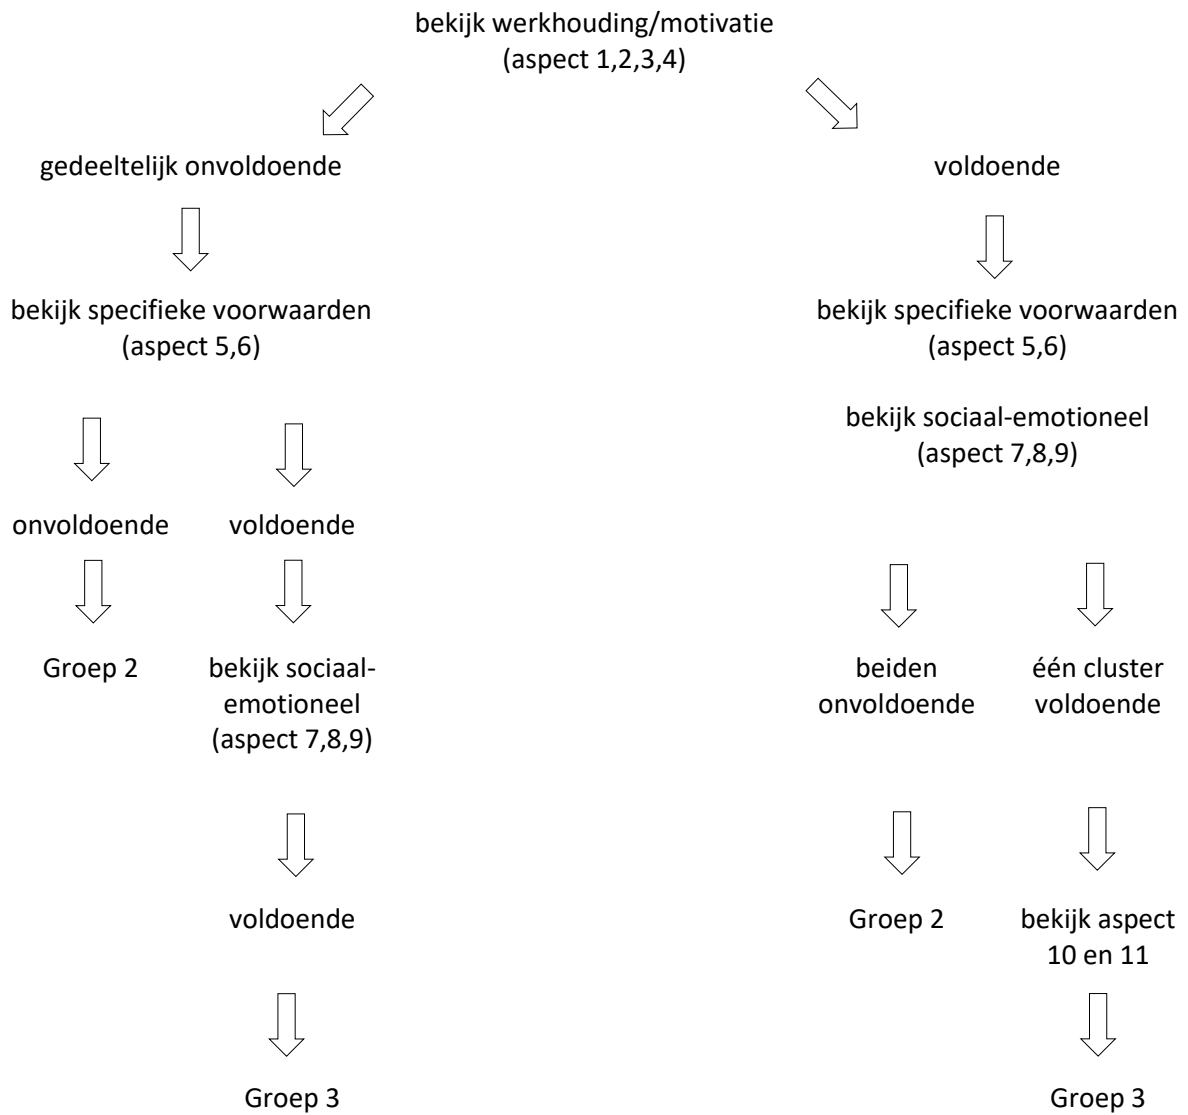 bekijk werkhouding/motivatie
(aspect 1,2,3,4)
gedeeltelijk onvoldoende
voldoende
bekijk specifieke voorwaarden
(aspect 5,6)
bekijk specifieke voorwaarden
(aspect 5,6)
bekijk sociaal-emotioneel
(aspect 7,8,9)
onvoldoende
voldoende
Groep 2
bekijk sociaal-
emotioneel
(aspect 7,8,9)
beiden
onvoldoende
één cluster
voldoende
voldoende
Groep 2
bekijk aspect
10 en 11
Groep 3
Groep 3